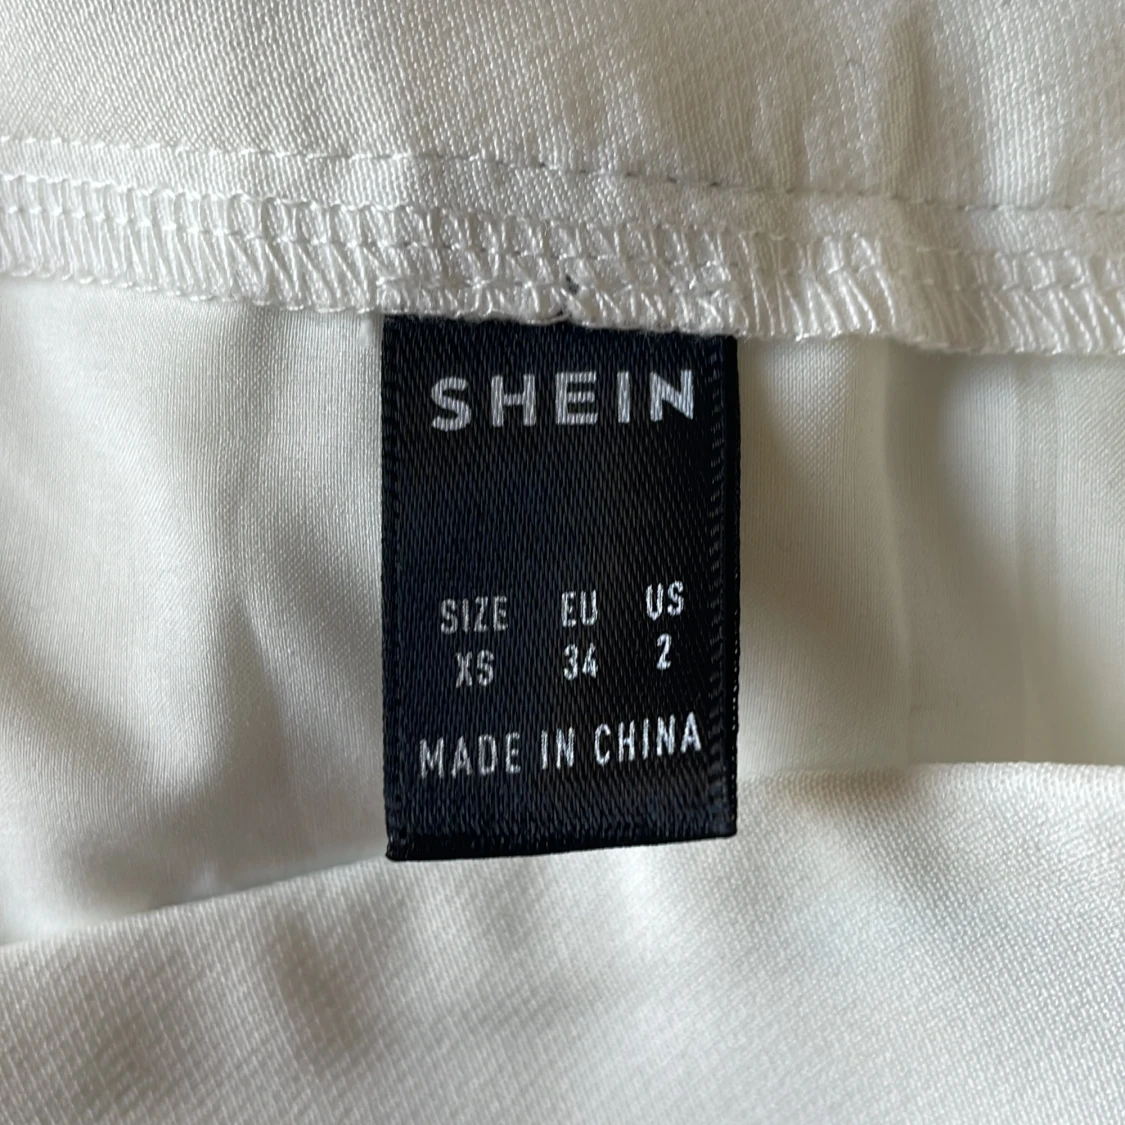 SHEIN
SIZE EU US
XS 34 2
MADE IN CHINA